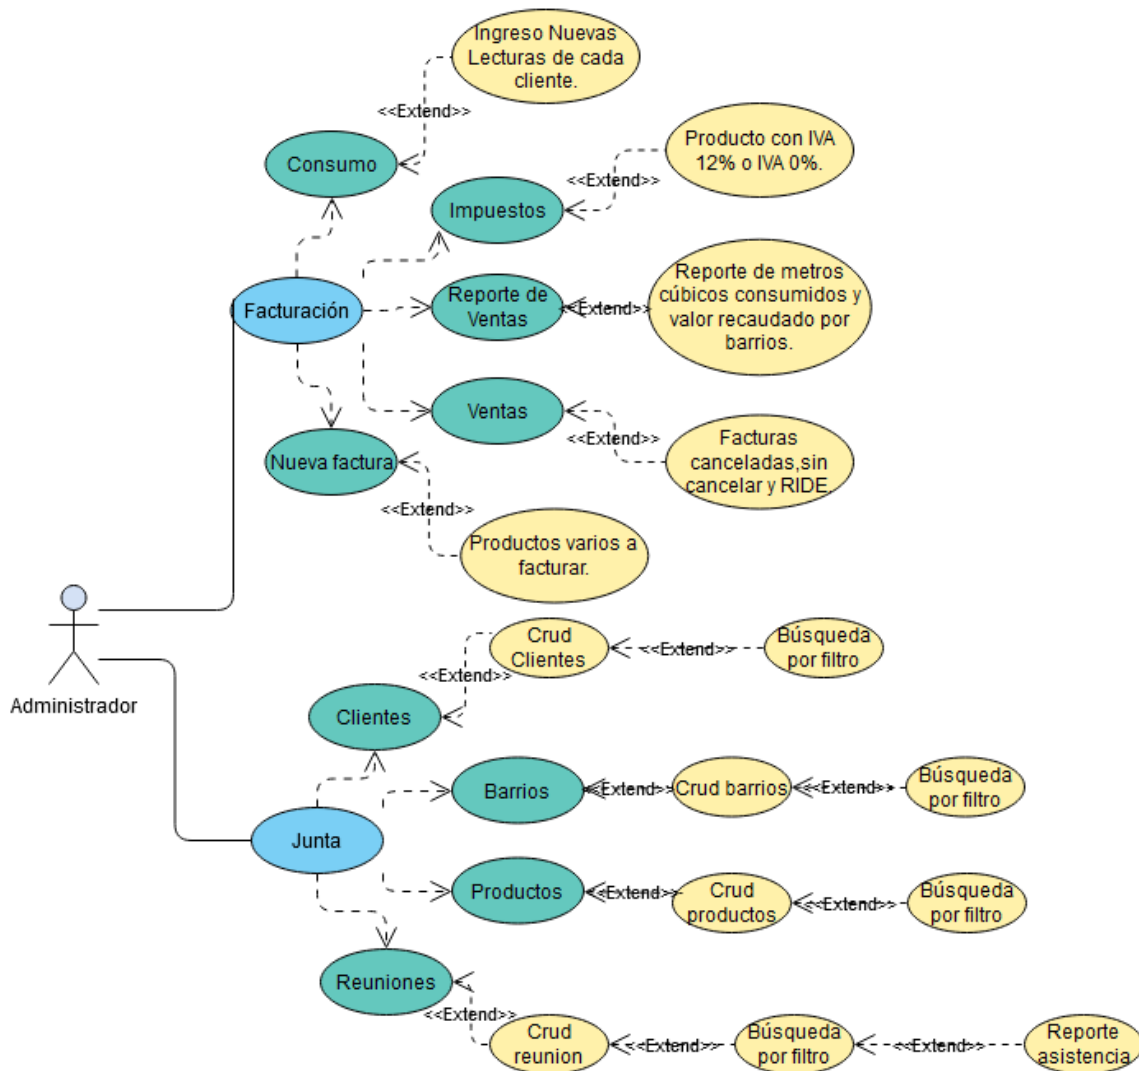 Ingreso Nuevas
Lecturas de cada
cliente.
<<Extend>>
Consumo
Producto con IVA
12% o IVA 0%.
<<Extend>>
Impuestos
Reporte de metros
cúbicos consumidos y
valor recaudado por
barrios.
<<Extend>>
Reporte de
Ventas
Facturación
Ventas
<<Extend>>
Facturas
canceladas,sin
cancelar y RIDE.
Nueva factura
<<Extend>>
Productos varios a
facturar.
Administrador
Crud
Clientes
<<Extend>>
Búsqueda
por filtro
<<Extend>>
Clientes
Barrios
<<Extend>>
Crud barrios
<<Extend>>
Búsqueda
por filtro
Junta
Productos
<<Extend>>
Crud
productos
<<Extend>>
Búsqueda
por filtro
Reuniones
<<Extend>>
Crud
reunion
<<Extend>>
Búsqueda
por filtro
<<Extend>>
Reporte
asistencia